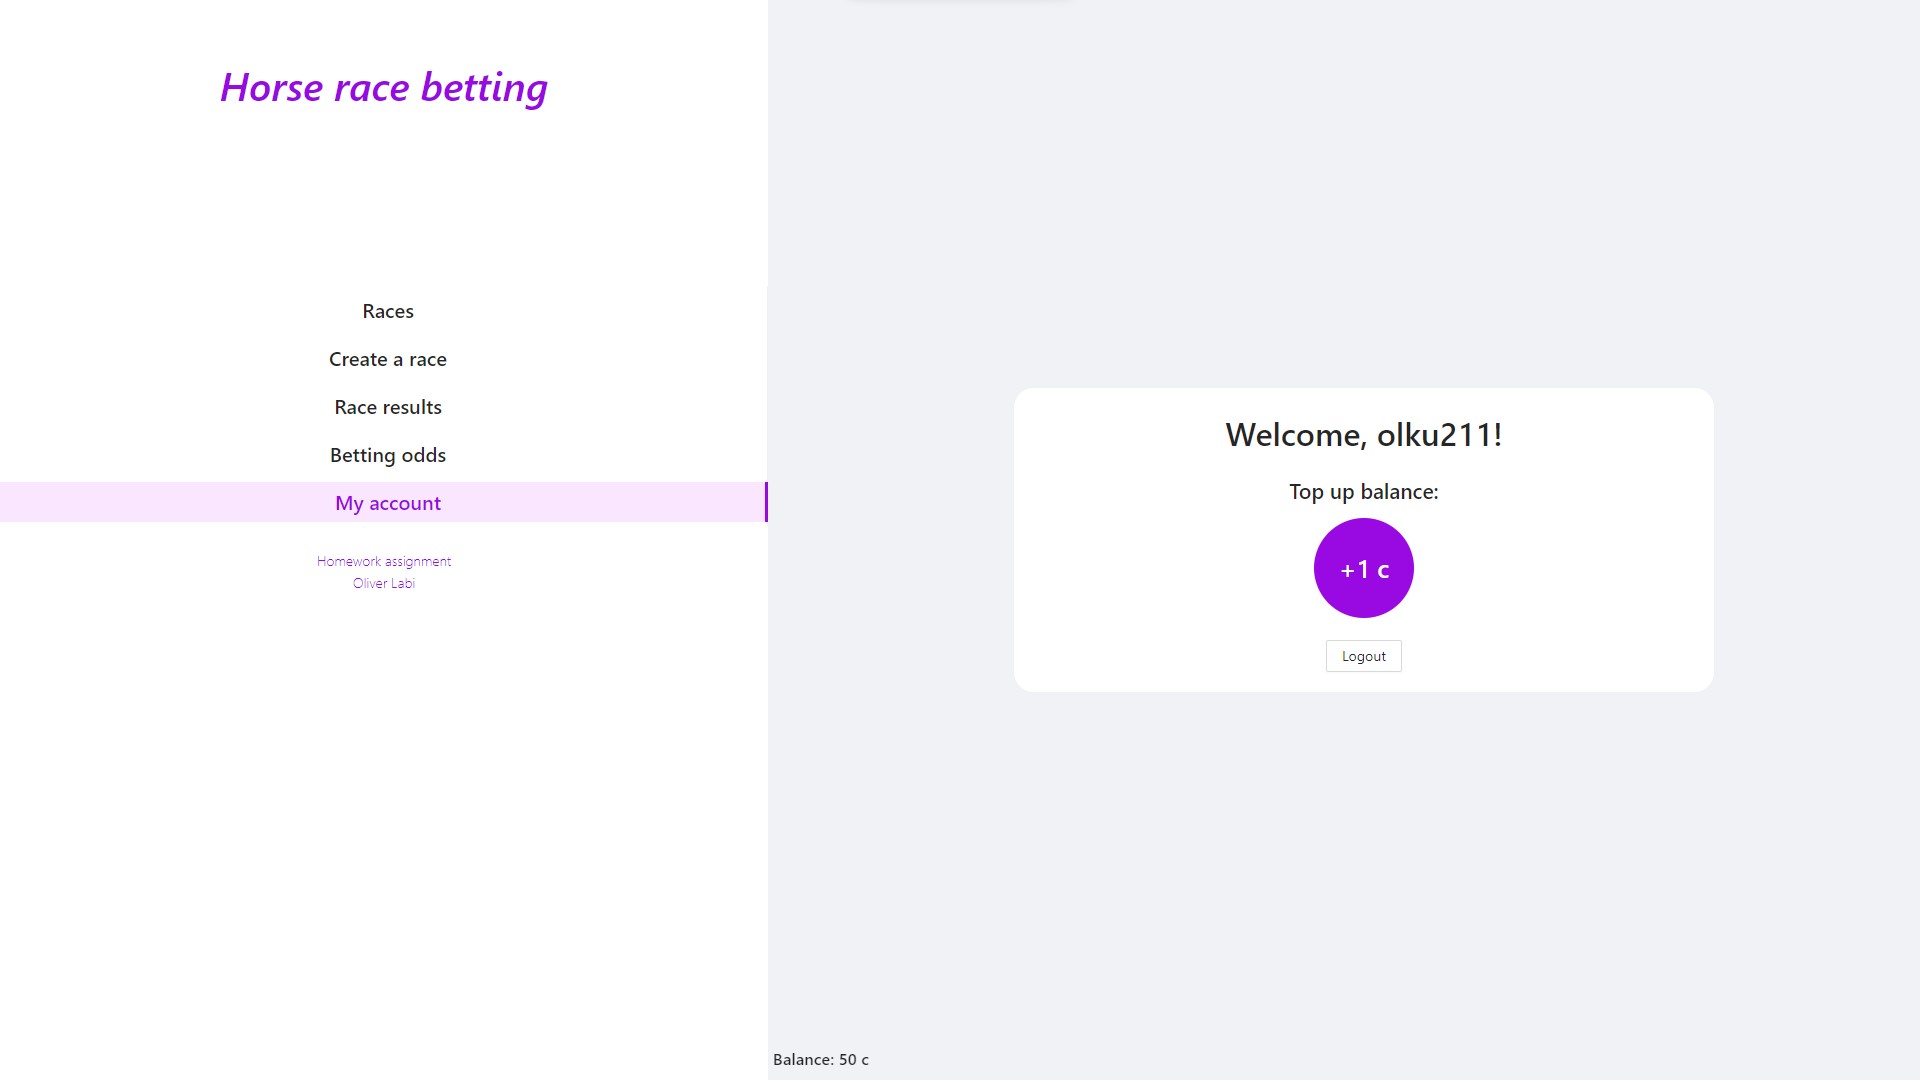 Horse race betting
Races
Create a race
Race results
Betting odds
My account
Homework assignment
Oliver Labi
Welcome, olku211!
Top up balance:
+1 c
Logout
Balance: 50 c